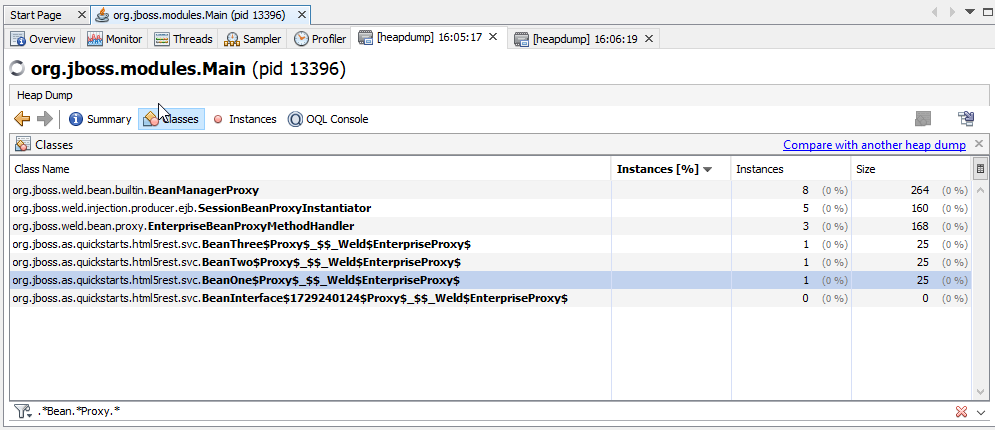 Start Page org.jboss.modules.Main (pid 13396)
Overview Monitor Threads Sampler Profiler [heapdump] 16:05:17 [heapdump] 16:06:19
org.jboss.modules.Main (pid 13396)
Heap Dump
Summary Classes Instances OQL Console
Classes Compare with another heap dump
Class Name Instances [%] Instances Size
org.jboss.weld.bean.builtin.BeanManagerProxy 8 (0 %) 264 (0 %)
org.jboss.weld.injection.producer.ejb.SessionBeanProxyInstantiator 5 (0 %) 160 (0 %)
org.jboss.weld.bean.proxy.EnterpriseBeanProxyMethodHandler 3 (0 %) 168 (0 %)
org.jboss.as.quickstarts.html5rest.svc.BeanThree$Proxy$_$$_Weld$EnterpriseProxy$ 1 (0 %) 25 (0 %)
org.jboss.as.quickstarts.html5rest.svc.BeanTwo$Proxy$_$$_Weld$EnterpriseProxy$ 1 (0 %) 25 (0 %)
org.jboss.as.quickstarts.html5rest.svc.BeanOne$Proxy$_$$_Weld$EnterpriseProxy$ 1 (0 %) 25 (0 %)
org.jboss.as.quickstarts.html5rest.svc.BeanInterface$1729240124$Proxy$_$$_Weld$EnterpriseProxy$ 0 (0 %) 0 (0 %)
.*Bean.*Proxy.*